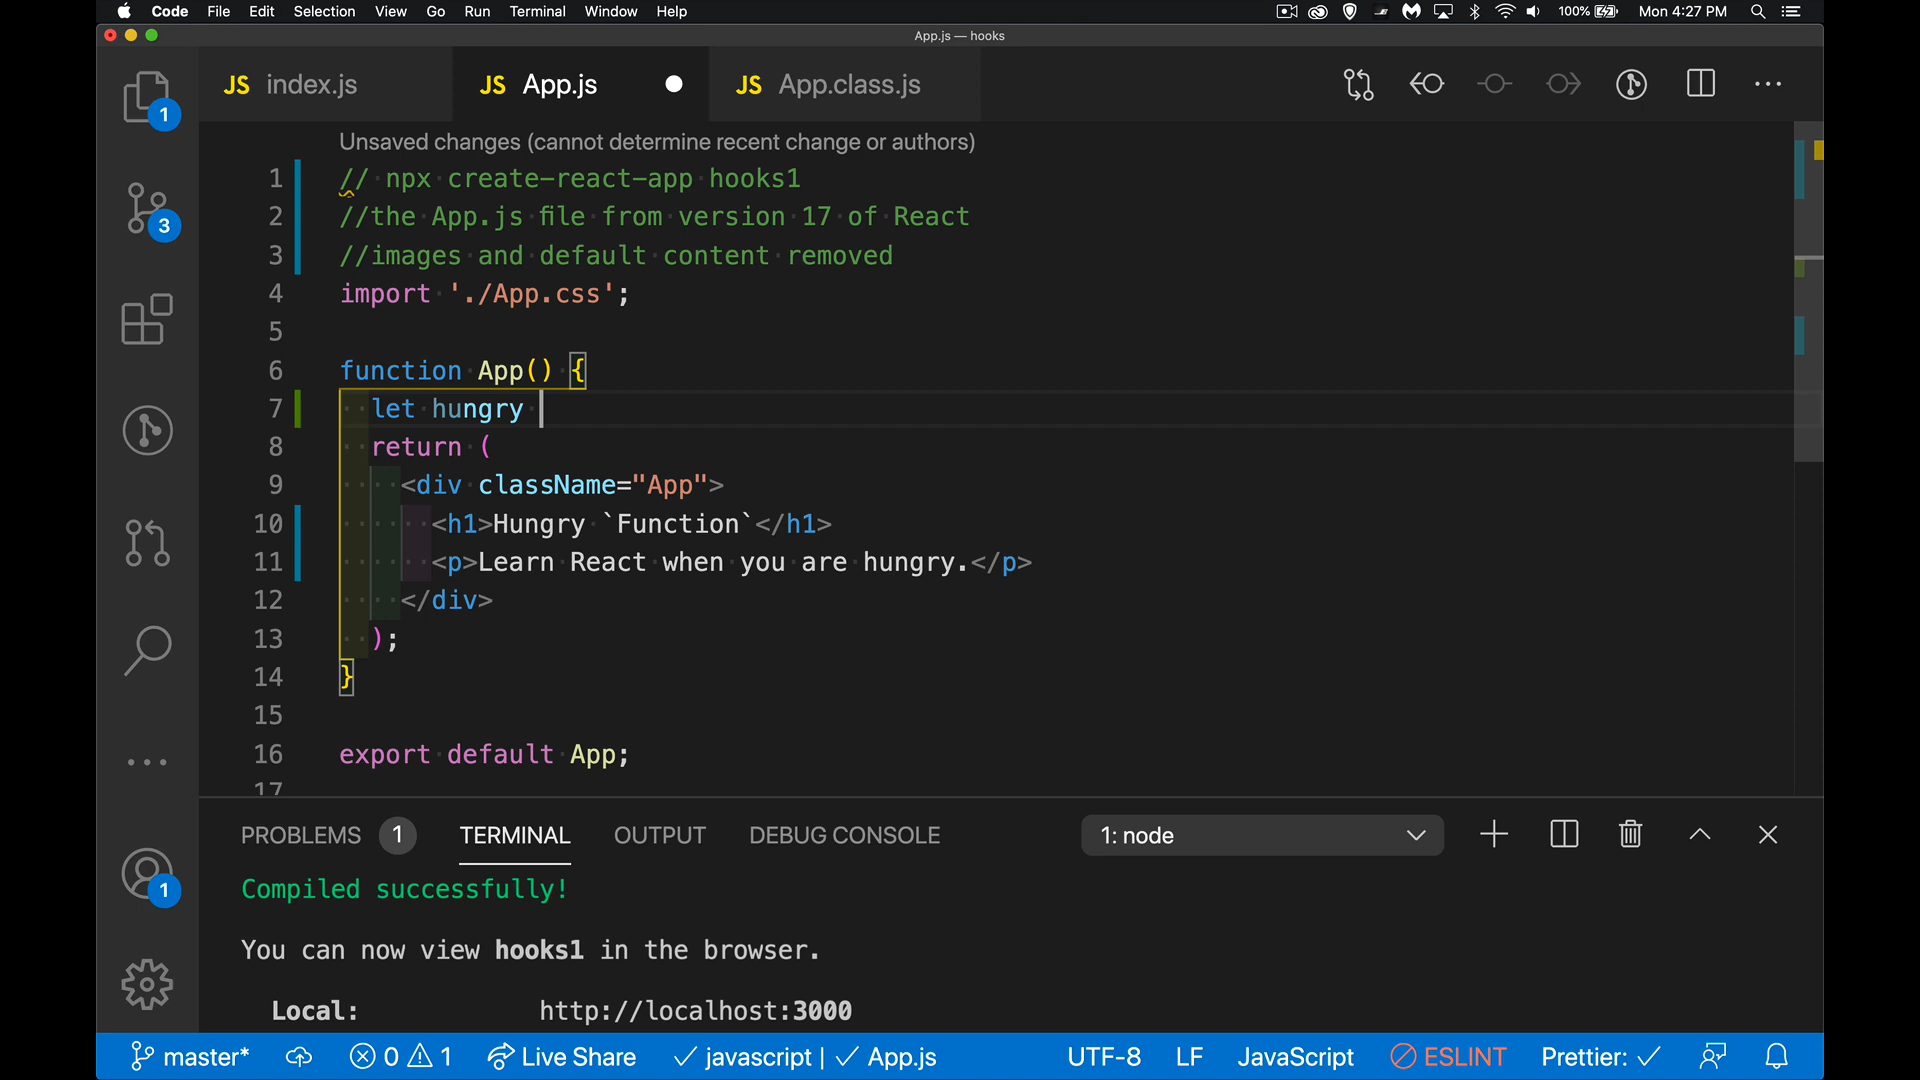 Code File Edit Selection View Go Run Terminal Window Help 100% Mon 4:27 PM
App.js — hooks
JS index.js JS App.js JS App.class.js
1
3
1
Unsaved changes (cannot determine recent change or authors)
1 // npx create-react-app hooks1
2 //the App.js file from version 17 of React
3 //images and default content removed
4 import './App.css';
5
6 function App() {
7 let hungry
8 return (
9 <div className="App">
10 <h1>Hungry `Function`</h1>
11 <p>Learn React when you are hungry.</p>
12 </div>
13 );
14 }
15
16 export default App;
17
PROBLEMS 1 TERMINAL OUTPUT DEBUG CONSOLE 1: node
Compiled successfully!
You can now view hooks1 in the browser.
Local: http://localhost:3000
master* 0 1 Live Share javascript | App.js UTF-8 LF JavaScript ESLINT Prettier: